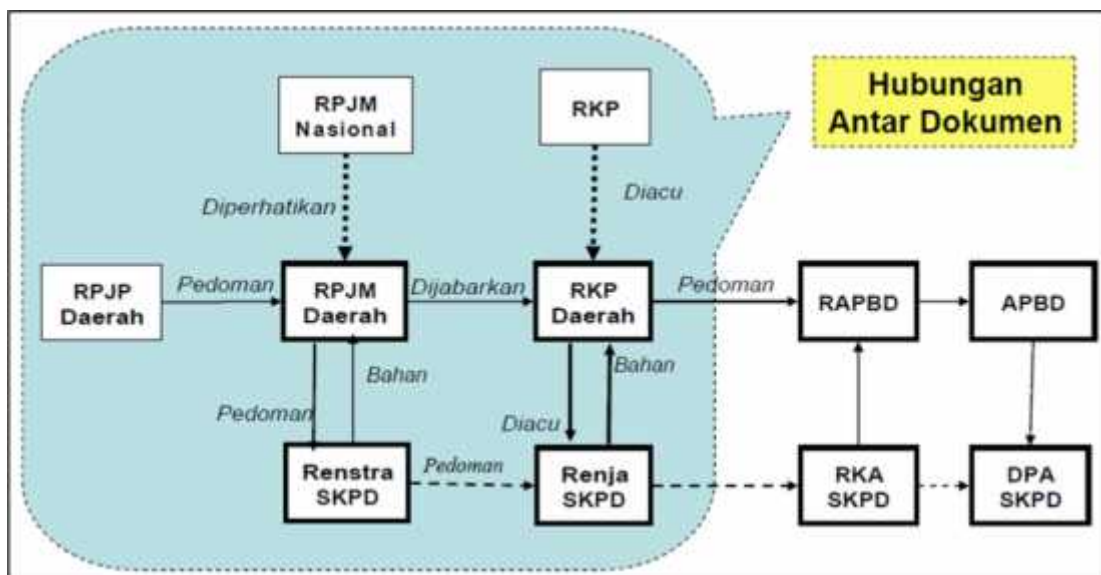 Hubungan
Antar Dokumen
RPJM
Nasional
RKP
Diperhatikan
Diacu
RPJP
Daerah
Pedoman
RPJM
Daerah
Dijabarkan
RKP
Daerah
Pedoman
RAPBD
APBD
Pedoman
Bahan
Diacu
Bahan
Renstra
SKPD
Pedoman
Renja
SKPD
RKA
SKPD
DPA
SKPD